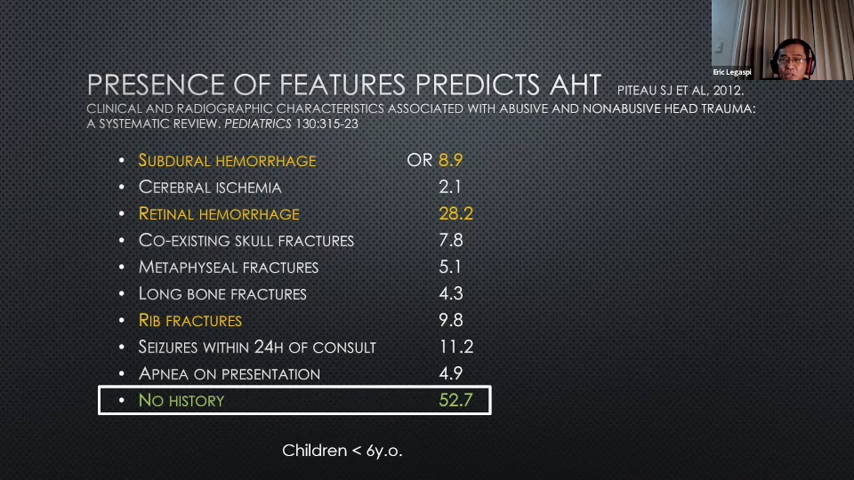 Eric Legaspi
PRESENCE OF FEATURES PREDICTS AHT PITEAU SJ ET AL, 2012.
CLINICAL AND RADIOGRAPHIC CHARACTERISTICS ASSOCIATED WITH ABUSIVE AND NONABUSIVE HEAD TRAUMA:
A SYSTEMATIC REVIEW. PEDIATRICS 130:315-23
• SUBDURAL HEMORRHAGE OR 8.9
• CEREBRAL ISCHEMIA 2.1
• RETINAL HEMORRHAGE 28.2
• CO-EXISTING SKULL FRACTURES 7.8
• METAPHYSEAL FRACTURES 5.1
• LONG BONE FRACTURES 4.3
• RIB FRACTURES 9.8
• SEIZURES WITHIN 24H OF CONSULT 11.2
• APNEA ON PRESENTATION 4.9
• NO HISTORY 52.7
Children < 6y.o.